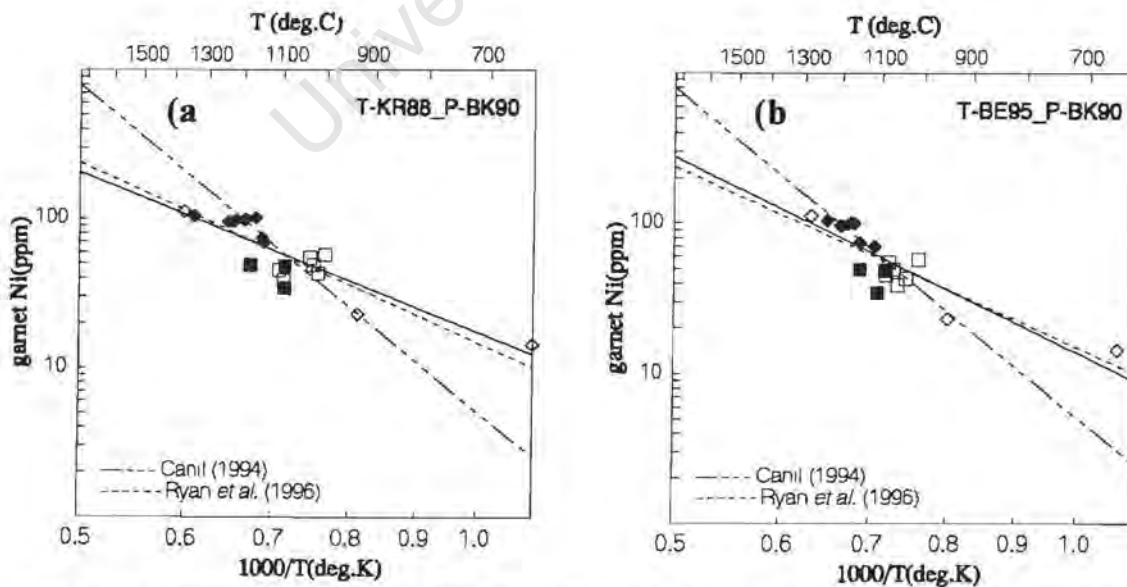 T (deg.C)
1500 1300 1100 900 700
(a
T-KR88_P-BK90
garnet Ni(ppm)
100
10
Canil (1994)
Ryan et al. (1996)
0.5 0.6 0.7 0.8 0.9 1.0
1000/T(deg.K)
T (deg.C)
1500 1300 1100 900 700
(b
T-BE95_P-BK90
garnet Ni(ppm)
100
10
Canil (1994)
Ryan et al. (1996)
0.5 0.6 0.7 0.8 0.9 1.0
1000/T(deg.K)
Unive